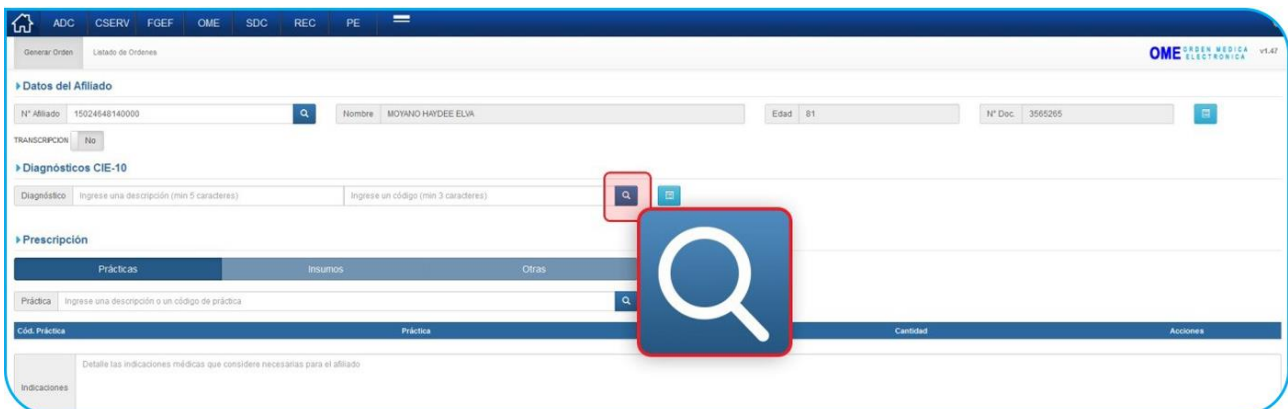 ADC CSERV FGEF OME SDC REC PE
Generar Orden Listado de Ordenes OME ORDEN MEDICA ELECTRONICA v1.47
Datos del Afiliado
N° Afiliado 15024648140000 Nombre MOYANO HAYDEE ELVA Edad 81 N° Doc. 3565265
TRANSCRIPCION No
Diagnósticos CIE-10
Diagnóstico Ingrese una descripción (min 5 caracteres) Ingrese un código (min 3 caracteres)
Prescripción
Prácticas Insumos Otras
Práctica Ingrese una descripción o un código de práctica
Cód. Práctica Práctica Cantidad Acciones
Detalle las indicaciones médicas que considere necesarias para el afiliado
Indicaciones